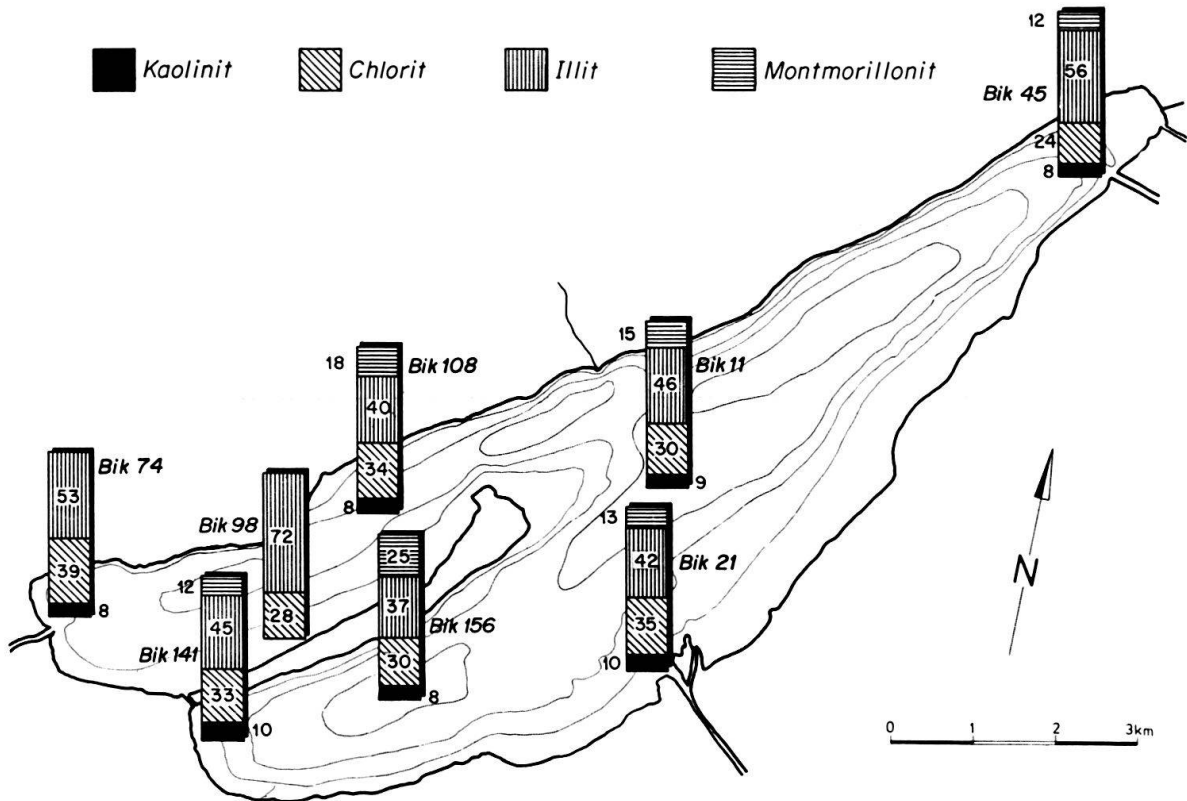 Kaolinit Chlorit Illit Montmorillonit
12
56
Bik 45
24
8
15
46
Bik 11
30
9
18
Bik 108
40
34
8
Bik 74
53
39
8
Bik 98
72
28
25
37
Bik 156
30
8
13
42
Bik 21
35
10
12
45
Bik 141
33
10
N
0 1 2 3km